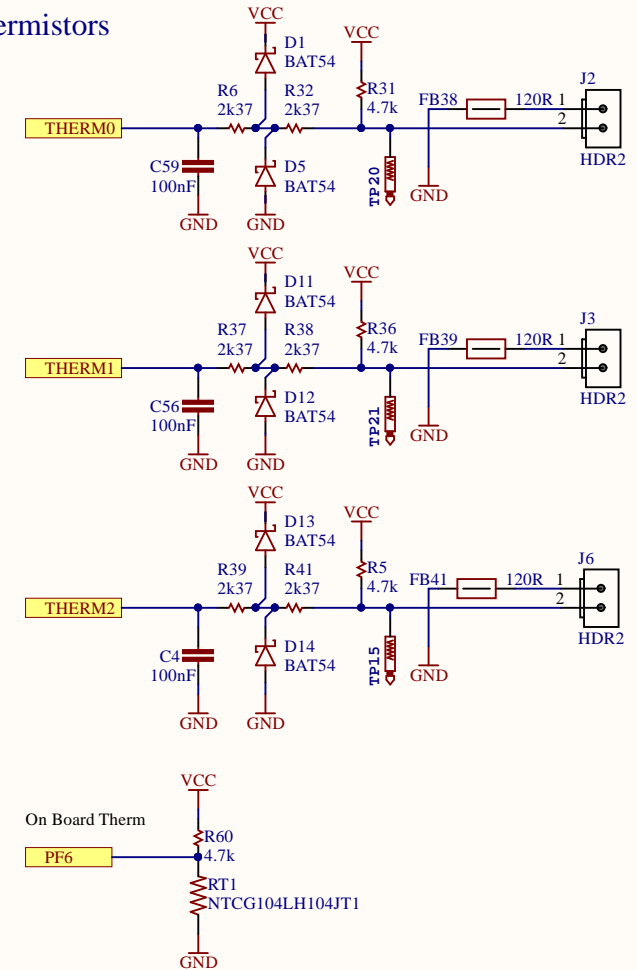 ermistors
VCC
D1
BAT54
VCC
R6
2k37
R32
2k37
R31
4.7k
FB38
120R
1
2
J2
HDR2
THERM0
C59
100nF
D5
BAT54
TP20
GND
GND
GND
VCC
D11
BAT54
VCC
R37
2k37
R38
2k37
R36
4.7k
FB39
120R
1
2
J3
HDR2
THERM1
C56
100nF
D12
BAT54
TP21
GND
GND
GND
VCC
D13
BAT54
VCC
R39
2k37
R41
2k37
R5
4.7k
FB41
120R
1
2
J6
HDR2
THERM2
C4
100nF
D14
BAT54
TP15
GND
GND
GND
VCC
On Board Therm
R60
4.7k
PF6
RT1
NTCG104LH104JT1
GND